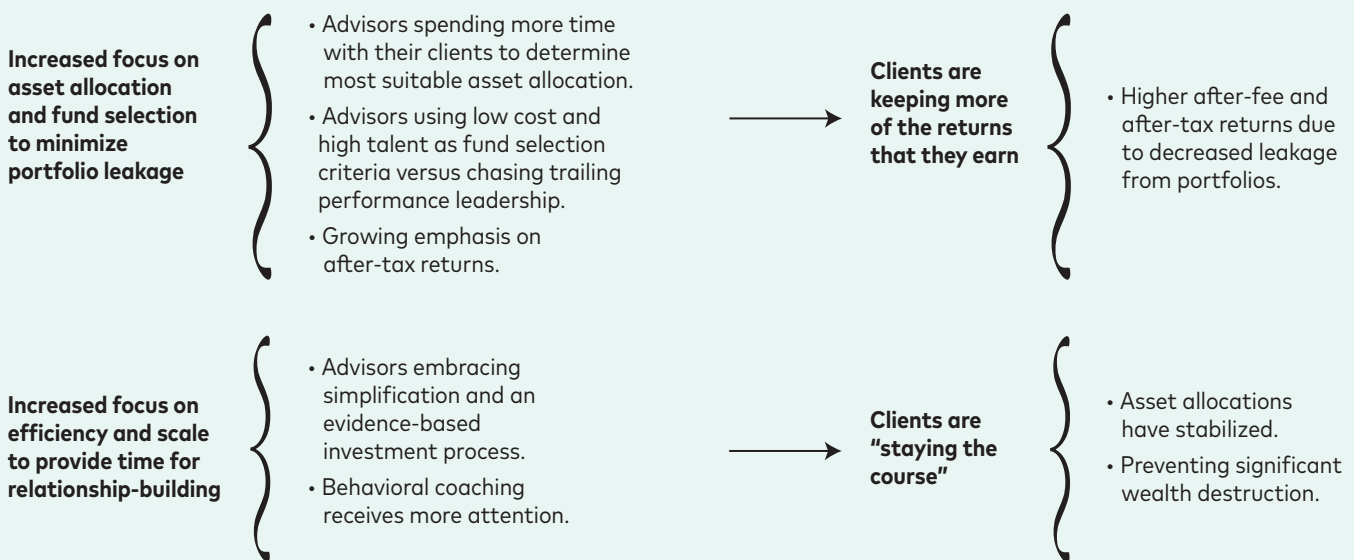 Increased focus on
asset allocation
and fund selection
to minimize
portfolio leakage
• Advisors spending more time
with their clients to determine
most suitable asset allocation.
• Advisors using low cost and
high talent as fund selection
criteria versus chasing trailing
performance leadership.
• Growing emphasis on
after-tax returns.
Clients are
keeping more
of the returns
that they earn
• Higher after-fee and
after-tax returns due
to decreased leakage
from portfolios.
Increased focus on
efficiency and scale
to provide time for
relationship-building
• Advisors embracing
simplification and an
evidence-based
investment process.
• Behavioral coaching
receives more attention.
Clients are
“staying the
course”
• Asset allocations
have stabilized.
• Preventing significant
wealth destruction.